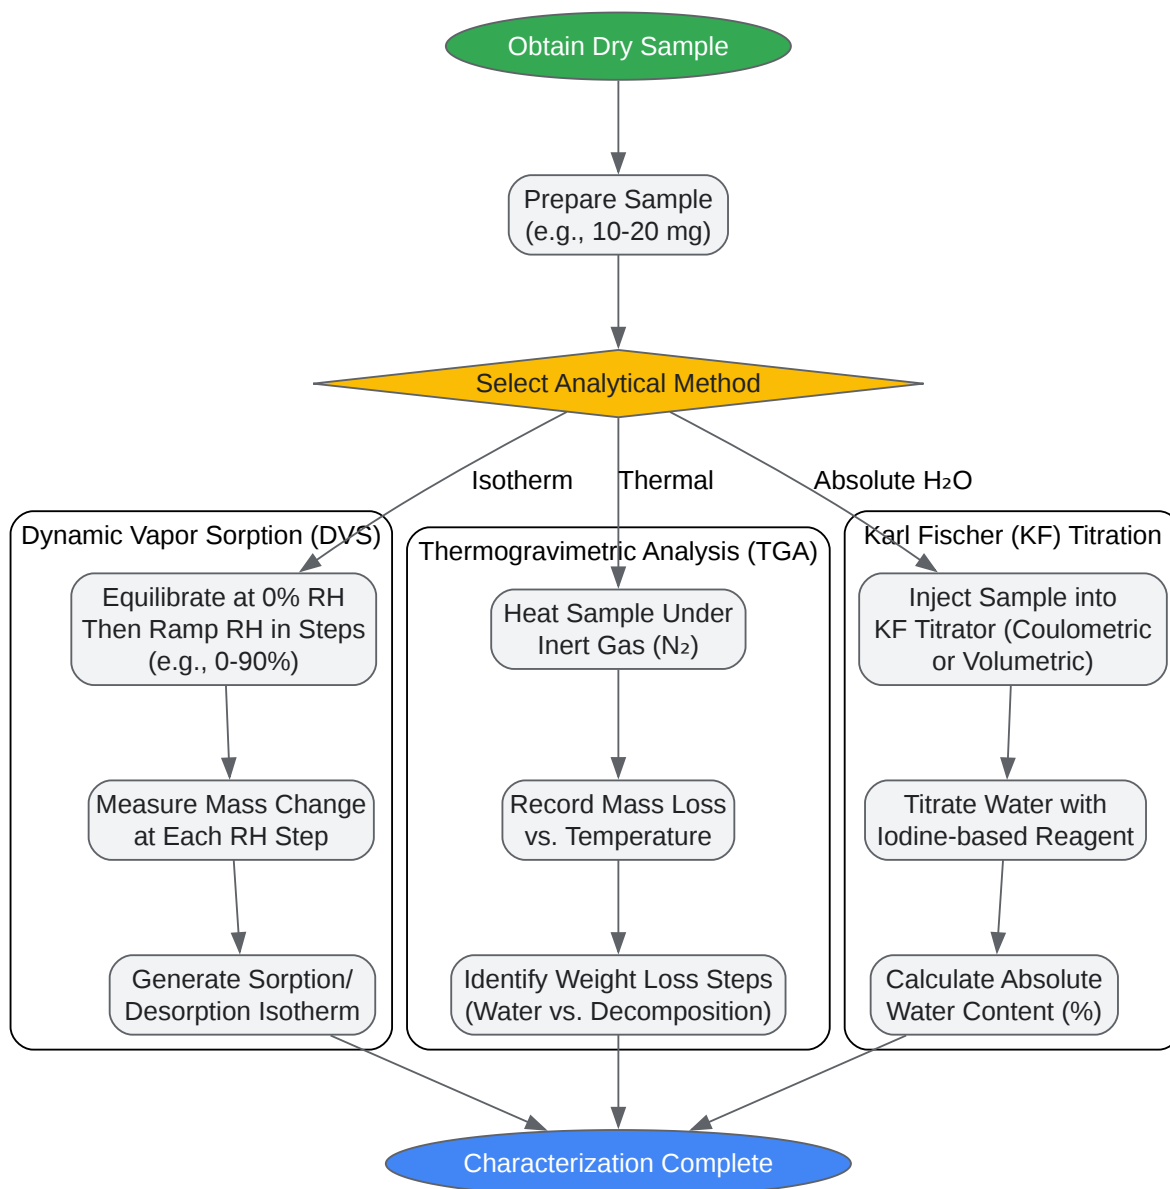 Obtain Dry Sample
Prepare Sample
(e.g., 10-20 mg)
Select Analytical Method
Isotherm
Thermal
Absolute H₂O
Dynamic Vapor Sorption (DVS)
Equilibrate at 0% RH
Then Ramp RH in Steps
(e.g., 0-90%)
Measure Mass Change
at Each RH Step
Generate Sorption/
Desorption Isotherm
Thermogravimetric Analysis (TGA)
Heat Sample Under
Inert Gas (N₂)
Record Mass Loss
vs. Temperature
Identify Weight Loss Steps
(Water vs. Decomposition)
Karl Fischer (KF) Titration
Inject Sample into
KF Titrator (Coulometric
or Volumetric)
Titrate Water with
Iodine-based Reagent
Calculate Absolute
Water Content (%)
Characterization Complete